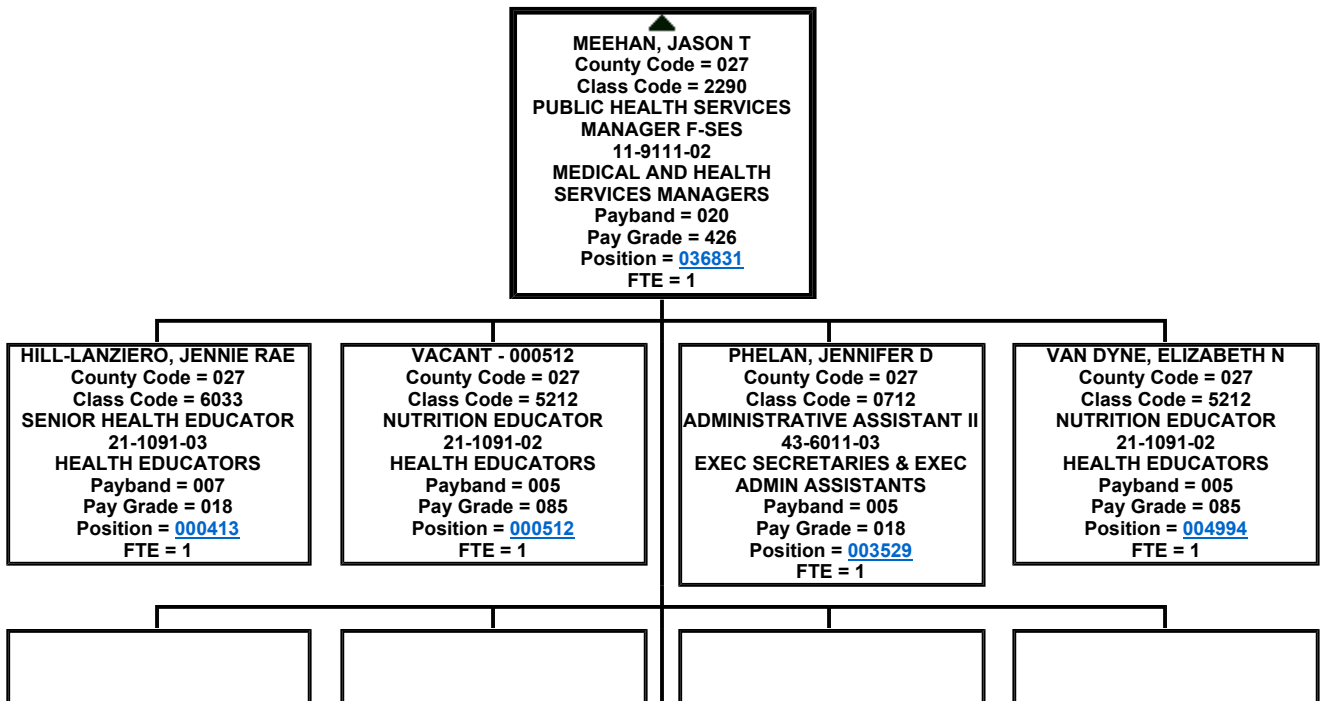 MEEHAN, JASON T
County Code = 027
Class Code = 2290
PUBLIC HEALTH SERVICES
MANAGER F-SES
11-9111-02
MEDICAL AND HEALTH
SERVICES MANAGERS
Payband = 020
Pay Grade = 426
Position = 036831
FTE = 1
HILL-LANZIERO, JENNIE RAE
County Code = 027
Class Code = 6033
SENIOR HEALTH EDUCATOR
21-1091-03
HEALTH EDUCATORS
Payband = 007
Pay Grade = 018
Position = 000413
FTE = 1
VACANT - 000512
County Code = 027
Class Code = 5212
NUTRITION EDUCATOR
21-1091-02
HEALTH EDUCATORS
Payband = 005
Pay Grade = 085
Position = 000512
FTE = 1
PHELAN, JENNIFER D
County Code = 027
Class Code = 0712
ADMINISTRATIVE ASSISTANT II
43-6011-03
EXEC SECRETARIES & EXEC
ADMIN ASSISTANTS
Payband = 005
Pay Grade = 018
Position = 003529
FTE = 1
VAN DYNE, ELIZABETH N
County Code = 027
Class Code = 5212
NUTRITION EDUCATOR
21-1091-02
HEALTH EDUCATORS
Payband = 005
Pay Grade = 085
Position = 004994
FTE = 1